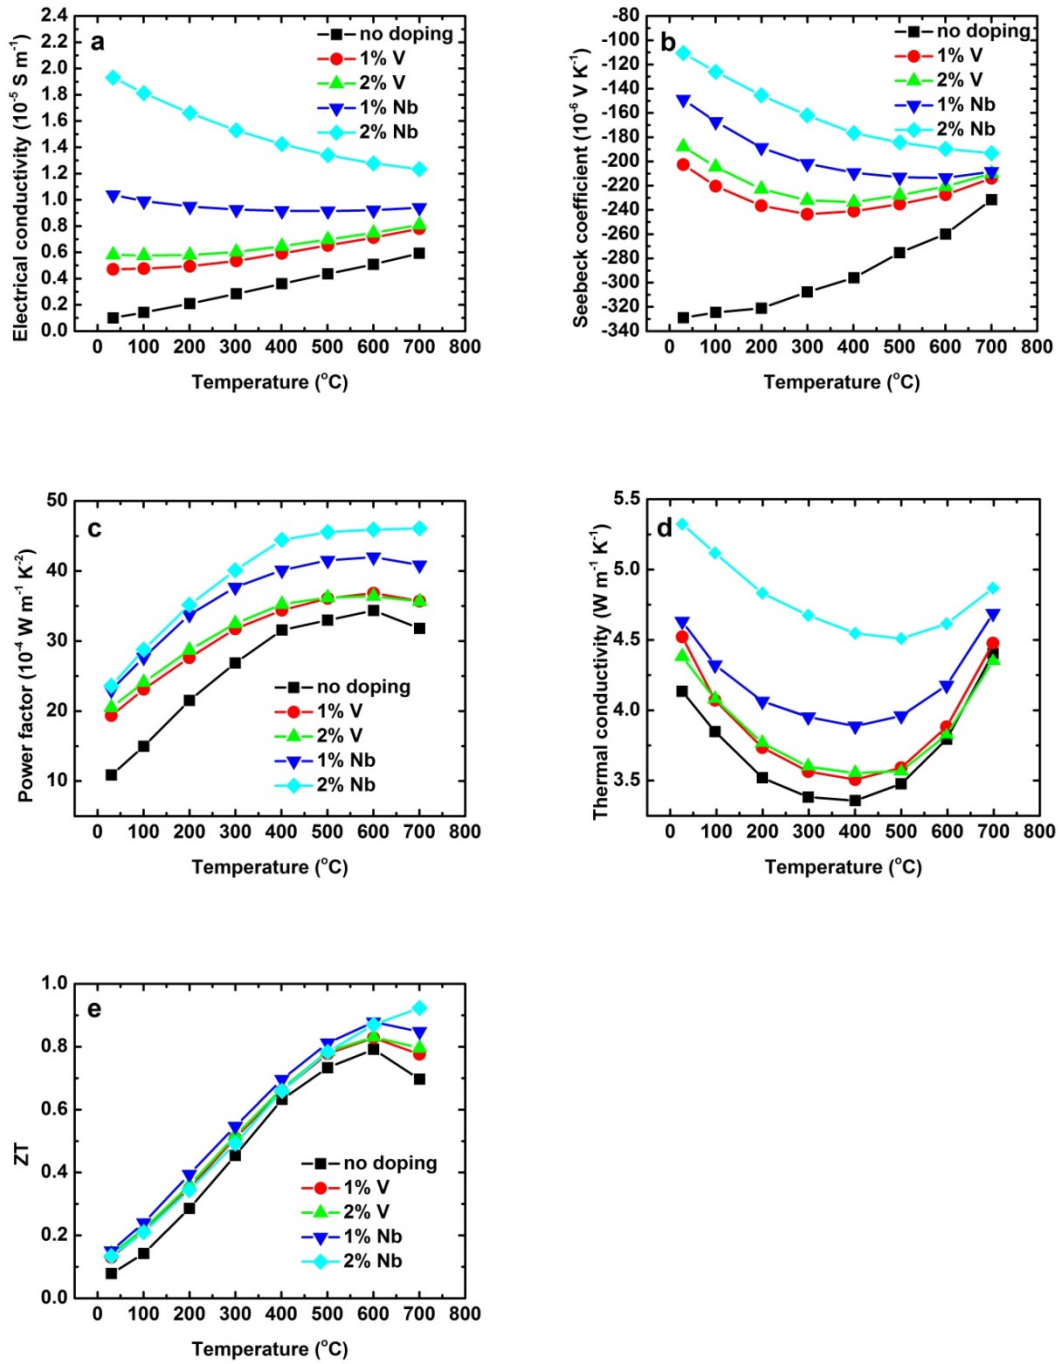 a
Electrical conductivity (10⁻⁵ S m⁻¹)
2.4
2.2
2.0
1.8
1.6
1.4
1.2
1.0
0.8
0.6
0.4
0.2
0.0
no doping
1% V
2% V
1% Nb
2% Nb
0 100 200 300 400 500 600 700 800
Temperature (°C)
b
Seebeck coefficient (10⁻⁶ V K⁻¹)
-80
-100
-120
-140
-160
-180
-200
-220
-240
-260
-280
-300
-320
-340
no doping
1% V
2% V
1% Nb
2% Nb
0 100 200 300 400 500 600 700 800
Temperature (°C)
c
Power factor (10⁻⁴ W m⁻¹ K⁻²)
50
40
30
20
10
no doping
1% V
2% V
1% Nb
2% Nb
0 100 200 300 400 500 600 700 800
Temperature (°C)
d
Thermal conductivity (W m⁻¹ K⁻¹)
5.5
5.0
4.5
4.0
3.5
0 100 200 300 400 500 600 700 800
Temperature (°C)
e
ZT
1.0
0.8
0.6
0.4
0.2
0.0
no doping
1% V
2% V
1% Nb
2% Nb
0 100 200 300 400 500 600 700 800
Temperature (°C)